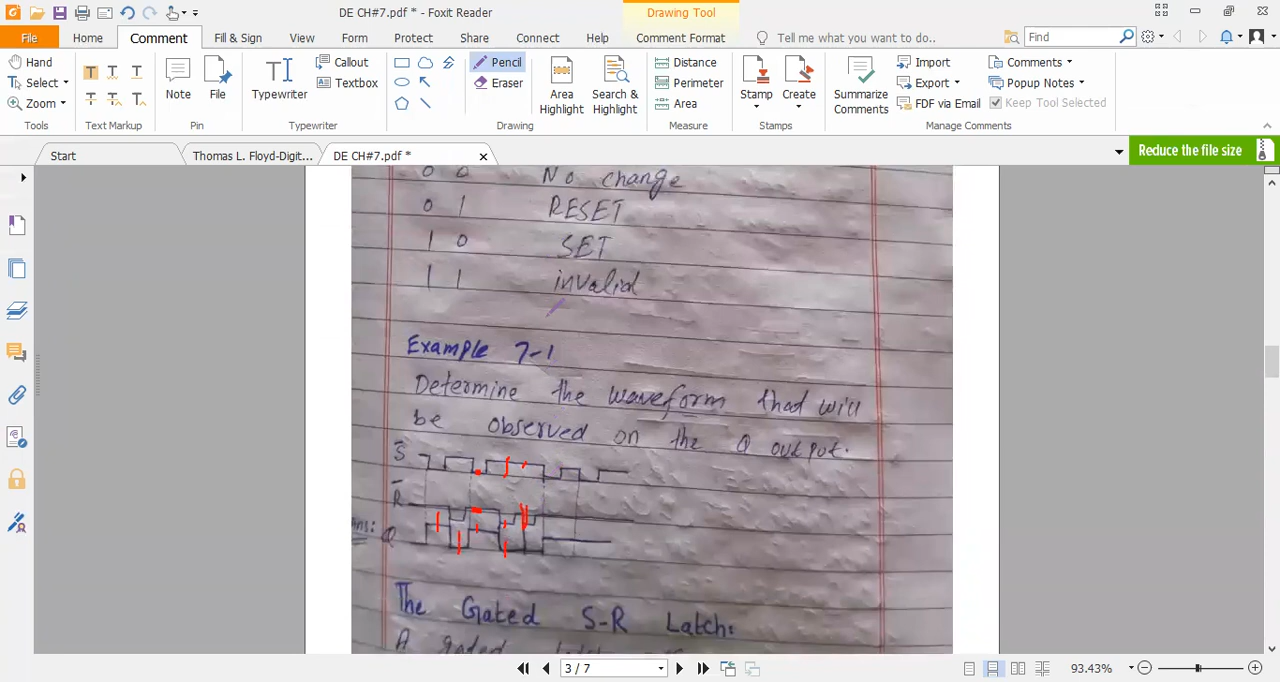 DE CH#7.pdf * - Foxit Reader
Drawing Tool
File Home Comment Fill & Sign View Form Protect Share Connect Help Comment Format Tell me what you want to do.. Find
Hand
Select
Zoom
Tools
Text Markup
Note
File
Pin
Typewriter
Callout
Textbox
Typewriter
Pencil
Eraser
Drawing
Area Highlight
Search & Highlight
Distance
Perimeter
Area
Measure
Stamp
Create
Stamps
Summarize Comments
Import
Export
FDF via Email
Comments
Popup Notes
Keep Tool Selected
Manage Comments
Start
Thomas L. Floyd-Digit...
DE CH#7.pdf *
Reduce the file size
0 0 No change
0 1 RESET
1 0 SET
1 1 invalid
Example 7-1
Determine the waveform that will
be observed on the Q output.
S̄
R̄
Ans: Q
The Gated S-R Latch:
A gated
3 / 7
93.43%